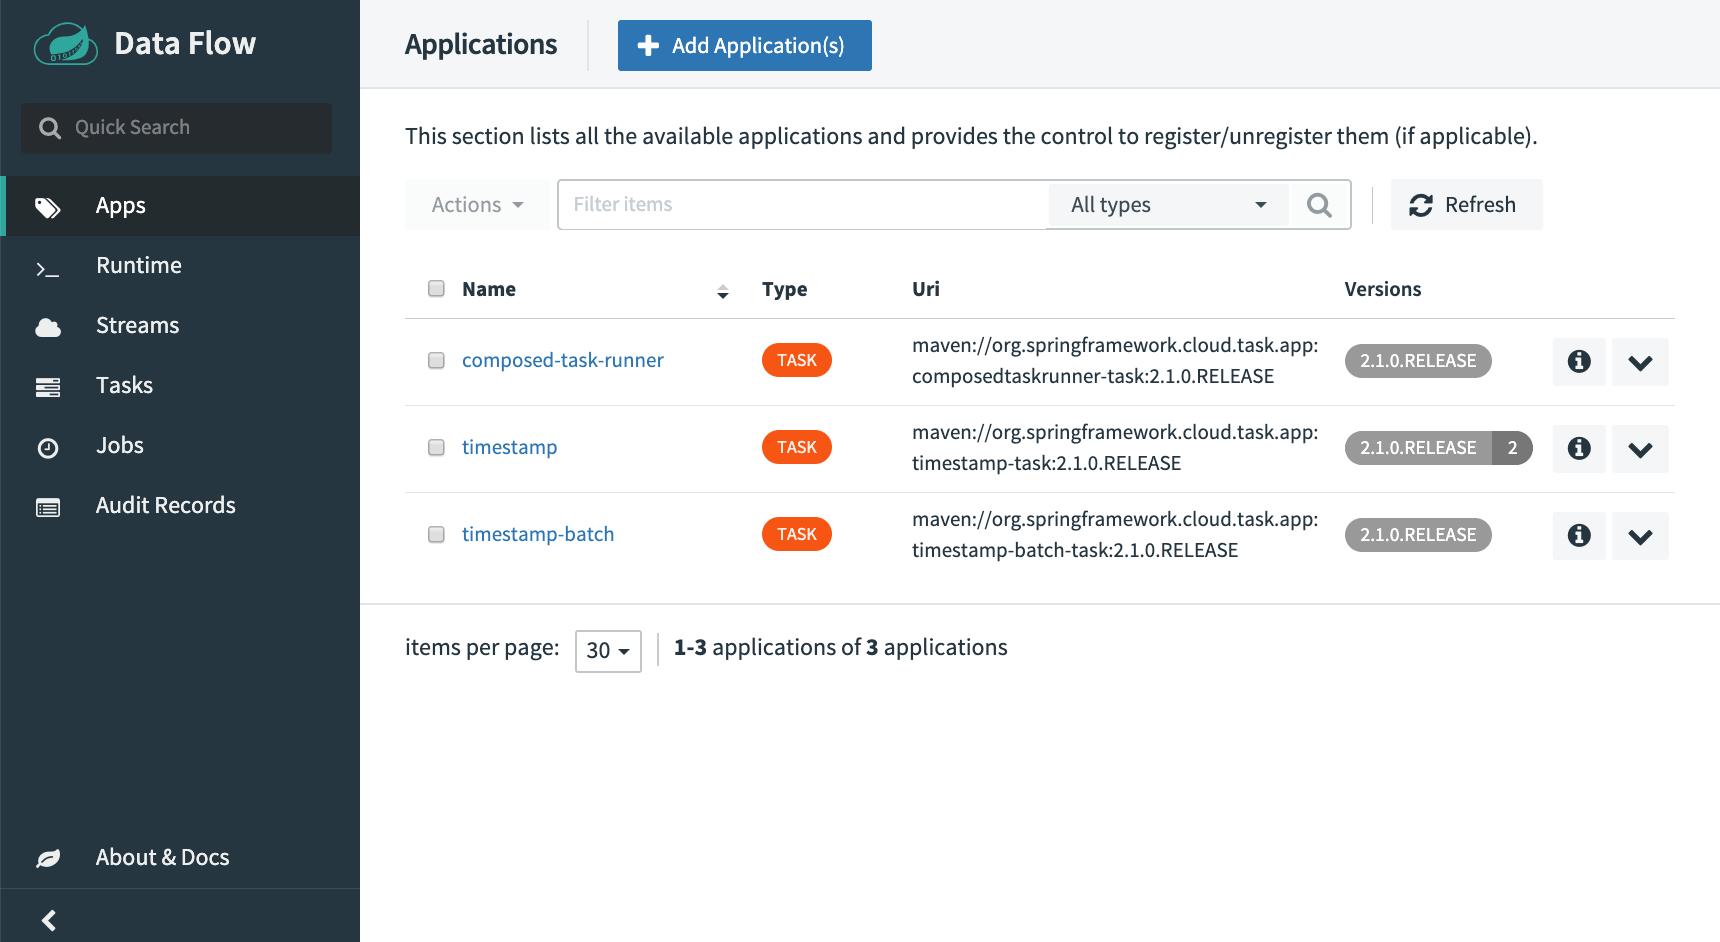 Data Flow
Quick Search
Apps
Runtime
Streams
Tasks
Jobs
Audit Records
About & Docs
Applications
Add Application(s)
This section lists all the available applications and provides the control to register/unregister them (if applicable).
Actions
Filter items
All types
Refresh
Name Type Uri Versions
composed-task-runner TASK maven://org.springframework.cloud.task.app: 2.1.0.RELEASE
composedtaskrunner-task:2.1.0.RELEASE
timestamp TASK maven://org.springframework.cloud.task.app: 2.1.0.RELEASE 2
timestamp-task:2.1.0.RELEASE
timestamp-batch TASK maven://org.springframework.cloud.task.app: 2.1.0.RELEASE
timestamp-batch-task:2.1.0.RELEASE
items per page: 30 1-3 applications of 3 applications